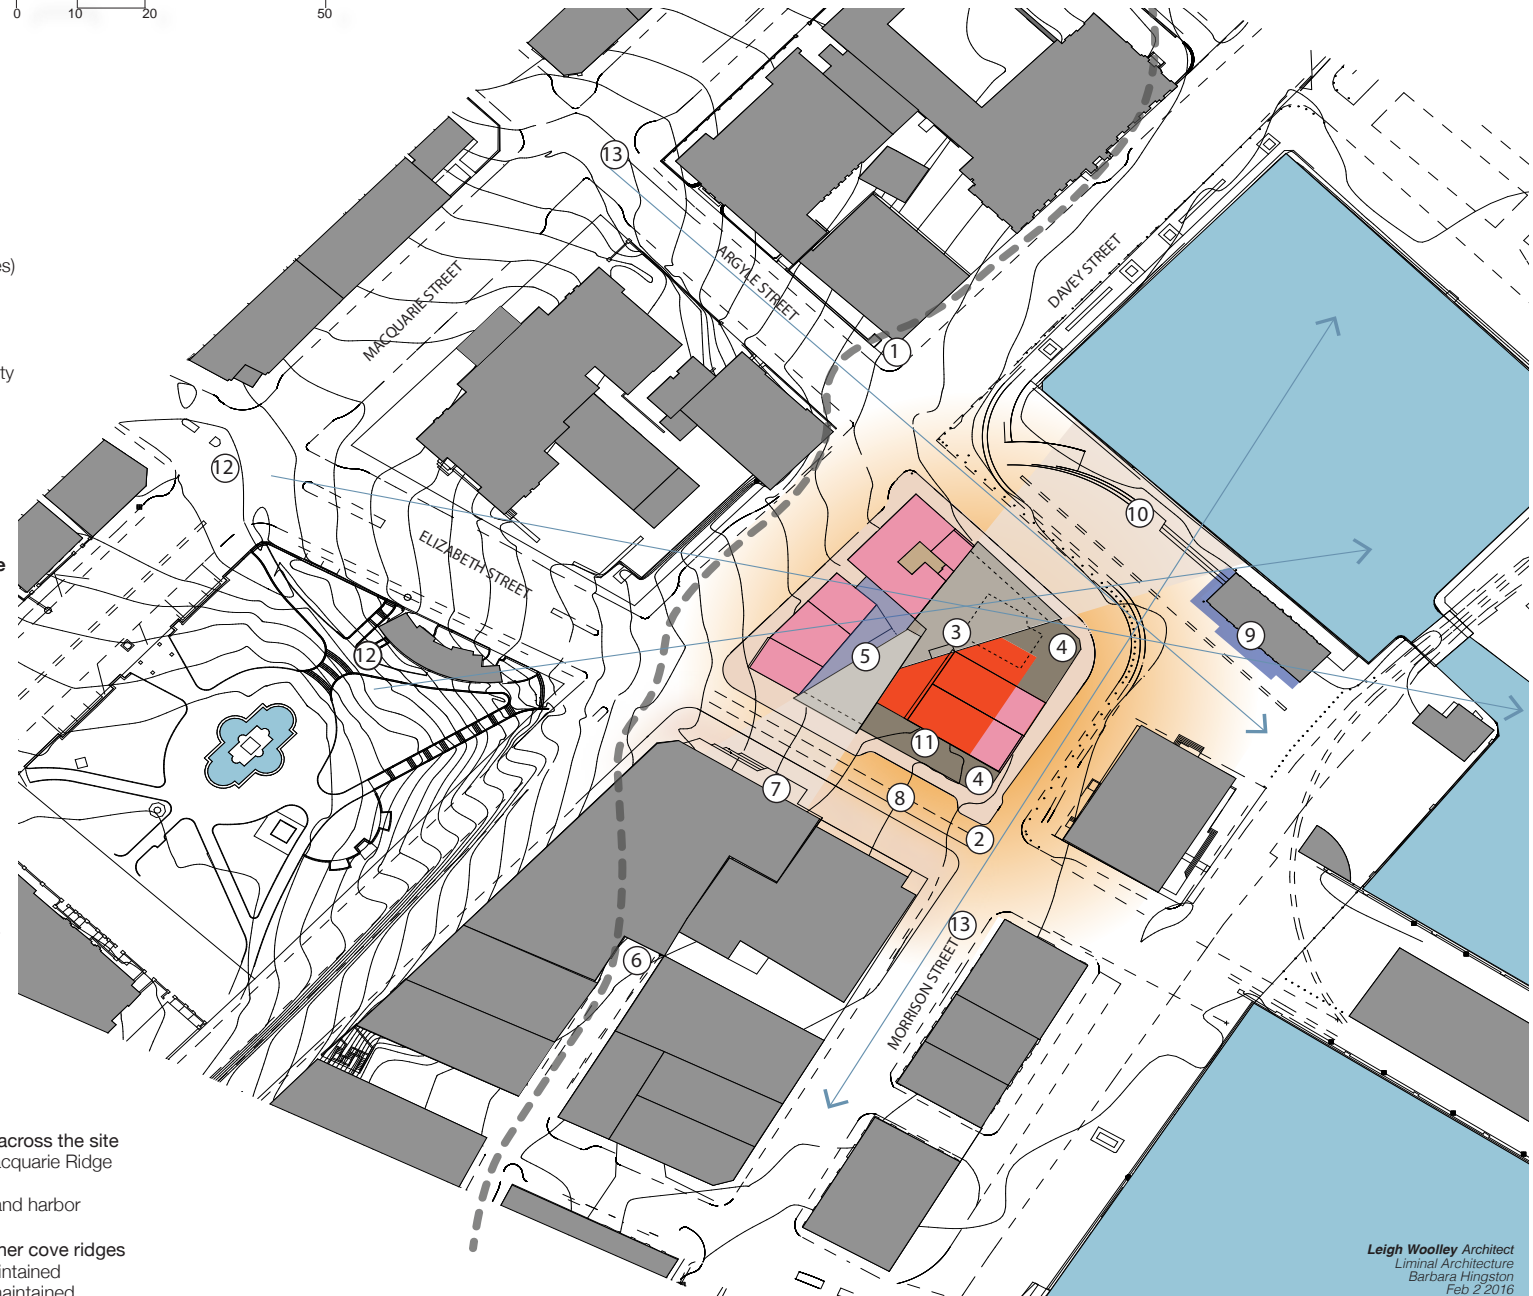 0 10 20 50
13
ARGYLE STREET
DAVEY STREET
MACQUARIE STREET
es)
1
ty
12
10
ELIZABETH STREET
e
3
4
9
12
5
11
4
7
8
2
13
6
MORRISON STREET
across the site
acquarie Ridge
and harbor
ner cove ridges
intained
naintained
Leigh Woolley Architect
Liminal Architecture
Barbara Hingston
Feb 2 2016